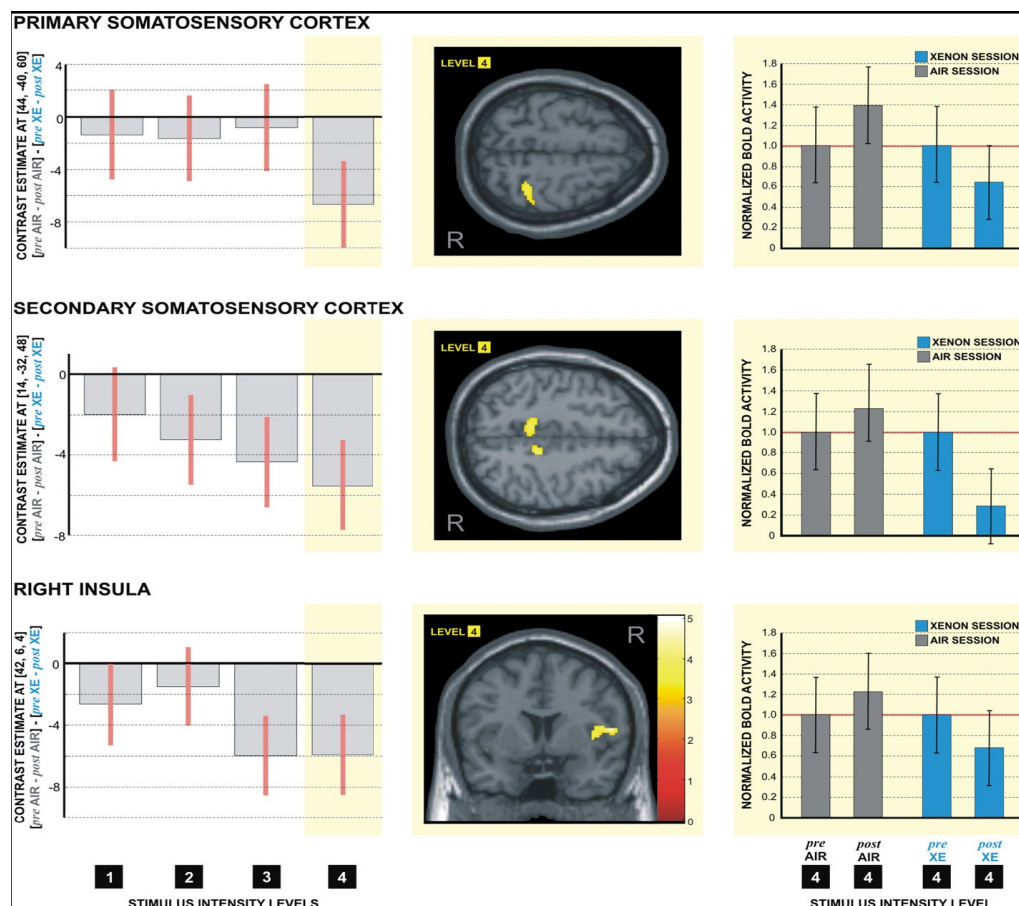 PRIMARY SOMATOSENSORY CORTEX
CONTRAST ESTIMATE AT [44, -40, 60]
[pre AIR - post AIR] - [pre XE - post XE]
4
0
-4
-8
LEVEL 4
R
XENON SESSION
AIR SESSION
NORMALIZED BOLD ACTIVITY
1.8
1.6
1.4
1.2
1.0
0.8
0.6
0.4
0.2
0
SECONDARY SOMATOSENSORY CORTEX
CONTRAST ESTIMATE AT [14, -32, 48]
[pre AIR - post AIR] - [pre XE - post XE]
0
-4
-8
LEVEL 4
R
XENON SESSION
AIR SESSION
NORMALIZED BOLD ACTIVITY
1.8
1.6
1.4
1.2
1.0
0.8
0.6
0.4
0.2
0
RIGHT INSULA
CONTRAST ESTIMATE AT [42, 6, 4]
[pre AIR - post AIR] - [pre XE - post XE]
0
-4
-8
LEVEL 4
R
5
4
3
2
1
0
XENON SESSION
AIR SESSION
NORMALIZED BOLD ACTIVITY
1.8
1.6
1.4
1.2
1.0
0.8
0.6
0.4
0.2
0
pre AIR
post AIR
pre XE
post XE
1 2 3 4
4 4 4 4
STIMULUS INTENSITY LEVELS
STIMULUS INTENSITY LEVEL